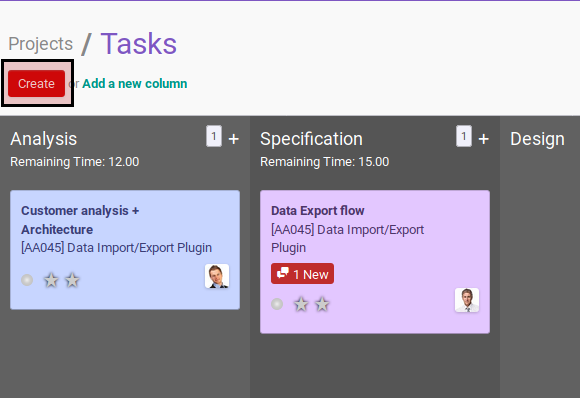 Projects / Tasks
Create or Add a new column
Analysis 1 +
Remaining Time: 12.00
Customer analysis +
Architecture
[AA045] Data Import/Export Plugin
Specification 1 +
Remaining Time: 15.00
Data Export flow
[AA045] Data Import/Export
Plugin
1 New
Design